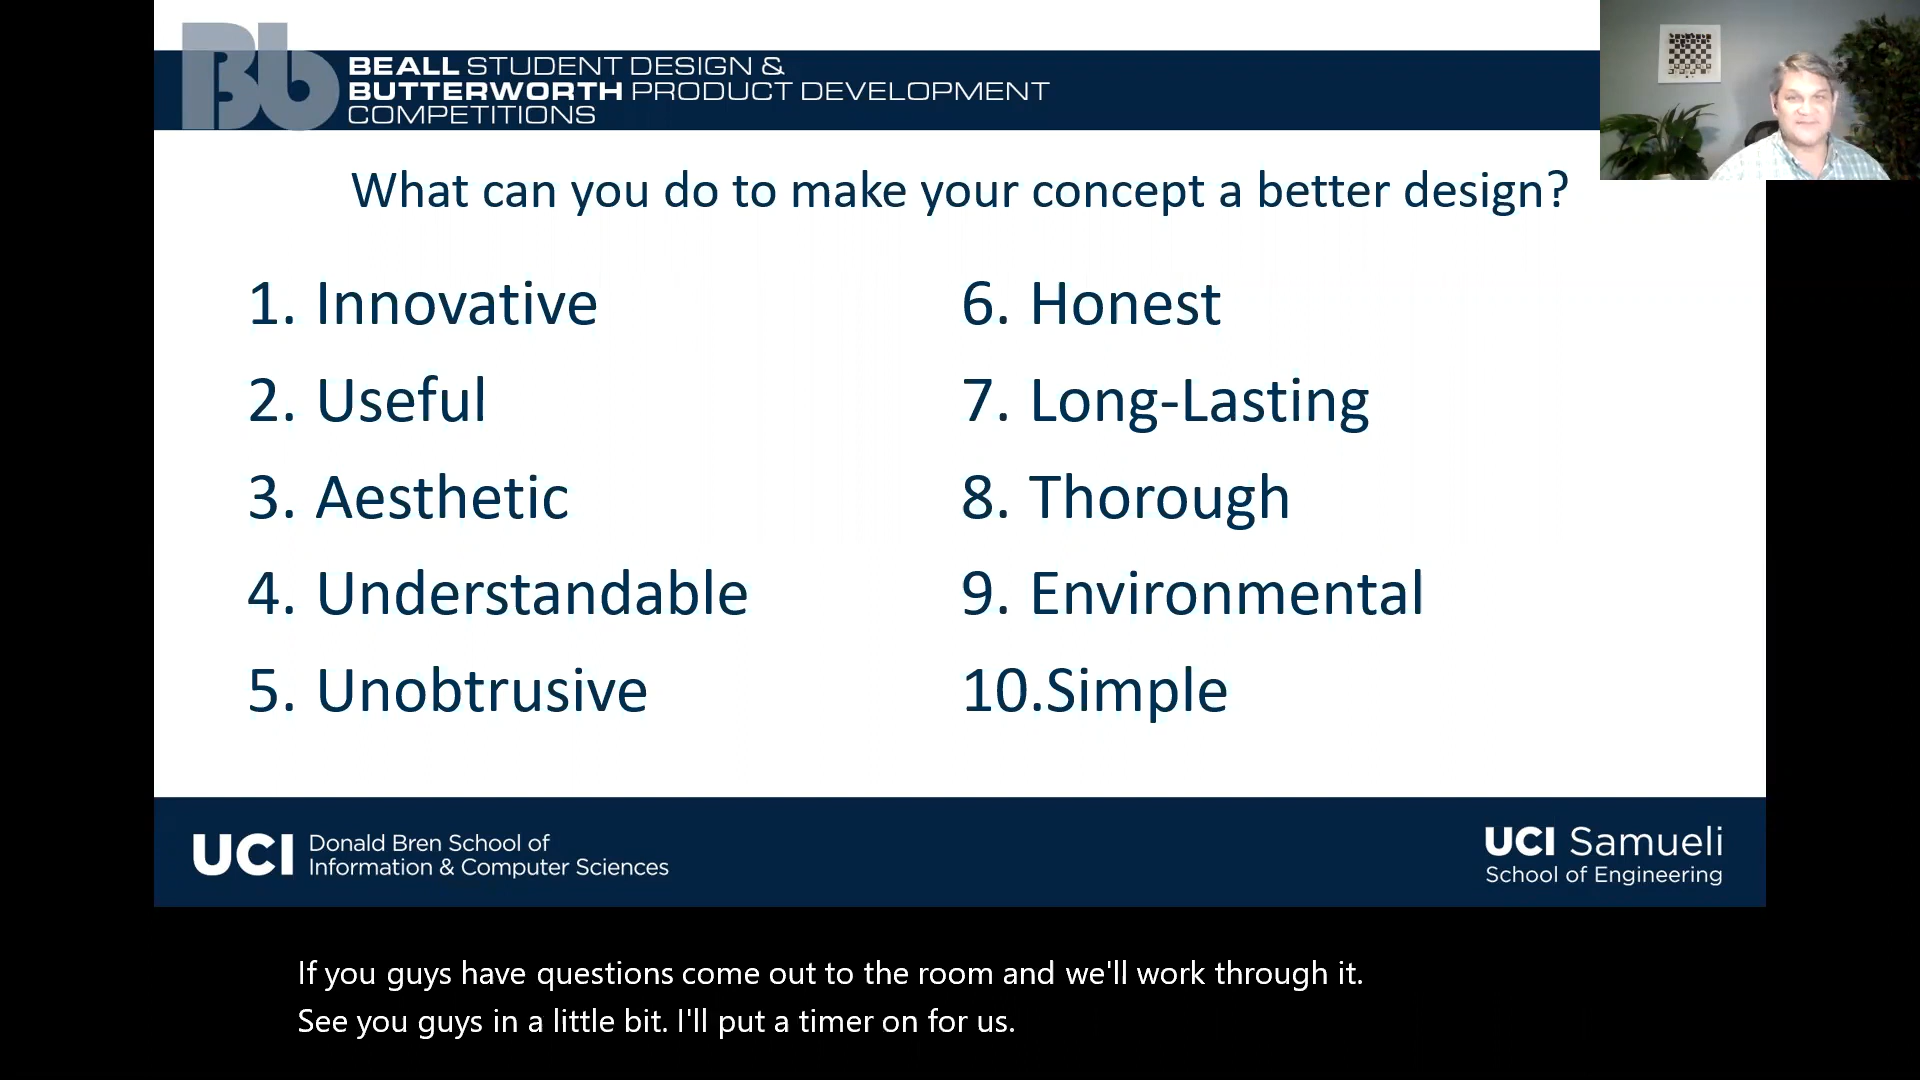 Bb
BEALL STUDENT DESIGN &
BUTTERWORTH PRODUCT DEVELOPMENT
COMPETITIONS
What can you do to make your concept a better design?
1. Innovative
2. Useful
3. Aesthetic
4. Understandable
5. Unobtrusive
6. Honest
7. Long-Lasting
8. Thorough
9. Environmental
10.Simple
UCI Donald Bren School of
Information & Computer Sciences
UCI Samueli
School of Engineering
If you guys have questions come out to the room and we'll work through it.
See you guys in a little bit. I'll put a timer on for us.